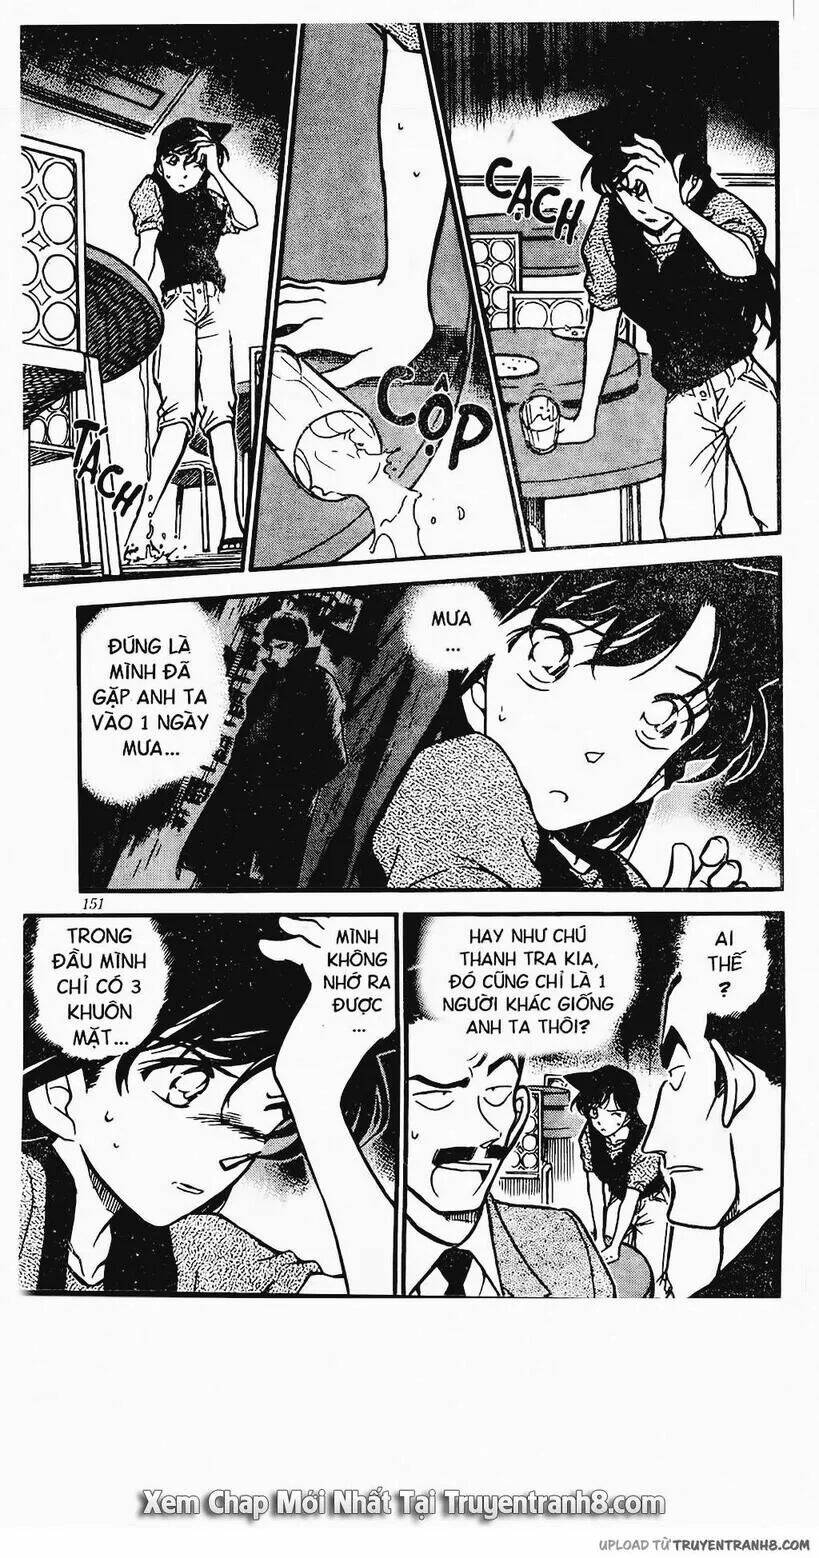 CẠCH
CỘP
TÁCH
MƯA
...
ĐÚNG LÀ
MÌNH ĐÃ
GẶP ANH TA
VÀO 1 NGÀY
MƯA...
151
AI
THẾ
?
HAY NHƯ CHÚ
THANH TRA KIA,
ĐÓ CŨNG CHỈ LÀ 1
NGƯỜI KHÁC GIỐNG
ANH TA THÔI?
MÌNH
KHÔNG
NHỚ RA
ĐƯỢC
...
TRONG
ĐẦU MÌNH
CHỈ CÓ 3
KHUÔN
MẶT...
Xem Chap Mới Nhất Tại Truyentranh8.com
UPLOAD TỪ TRUYENTRANH8.COM